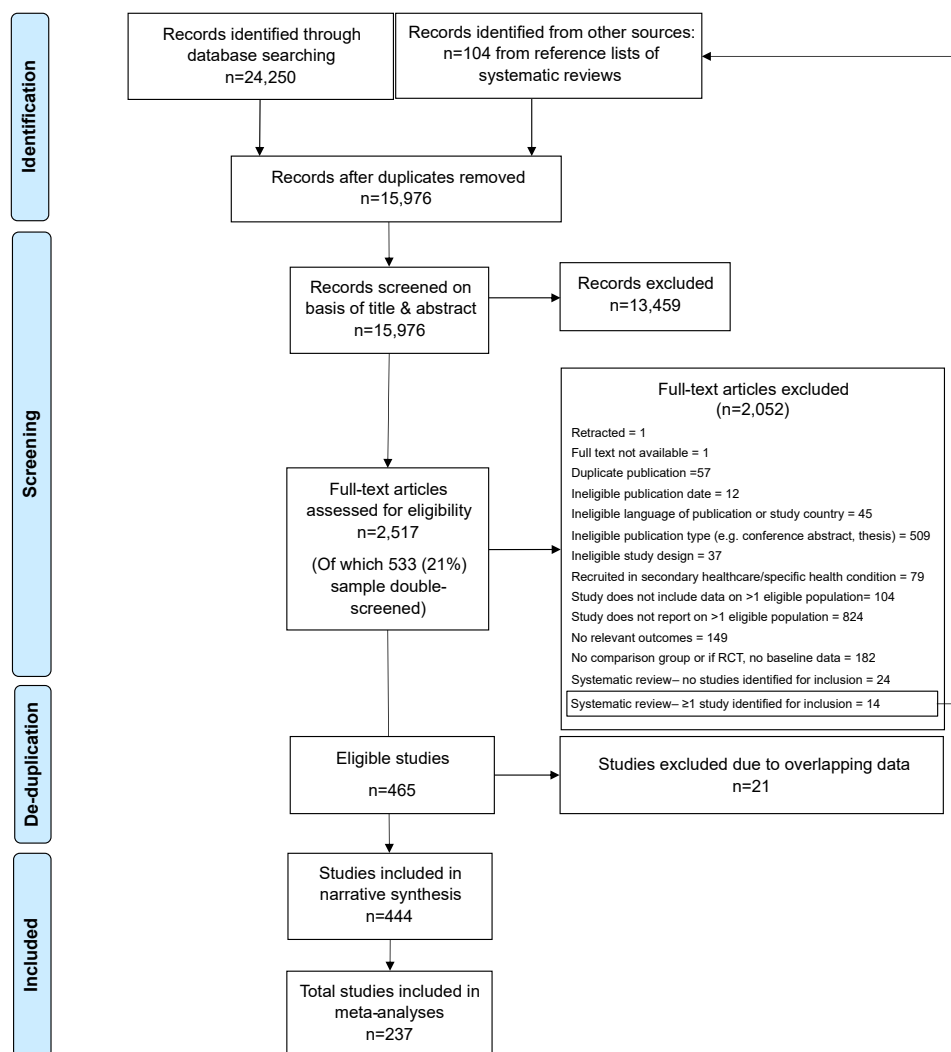 Identification
Records identified through
database searching
n=24,250
Records identified from other sources:
n=104 from reference lists of
systematic reviews
Records after duplicates removed
n=15,976
Screening
Records screened on
basis of title & abstract
n=15,976
Records excluded
n=13,459
Full-text articles
assessed for eligibility
n=2,517
(Of which 533 (21%)
sample double-
screened)
Full-text articles excluded
(n=2,052)
Retracted = 1
Full text not available = 1
Duplicate publication =57
Ineligible publication date = 12
Ineligible language of publication or study country = 45
Ineligible publication type (e.g. conference abstract, thesis) = 509
Ineligible study design = 37
Recruited in secondary healthcare/specific health condition = 79
Study does not include data on >1 eligible population= 104
Study does not report on >1 eligible population = 824
No relevant outcomes = 149
No comparison group or if RCT, no baseline data = 182
Systematic review– no studies identified for inclusion = 24
Systematic review– ≥1 study identified for inclusion = 14
De-duplication
Eligible studies
n=465
Studies excluded due to overlapping data
n=21
Included
Studies included in
narrative synthesis
n=444
Total studies included in
meta-analyses
n=237